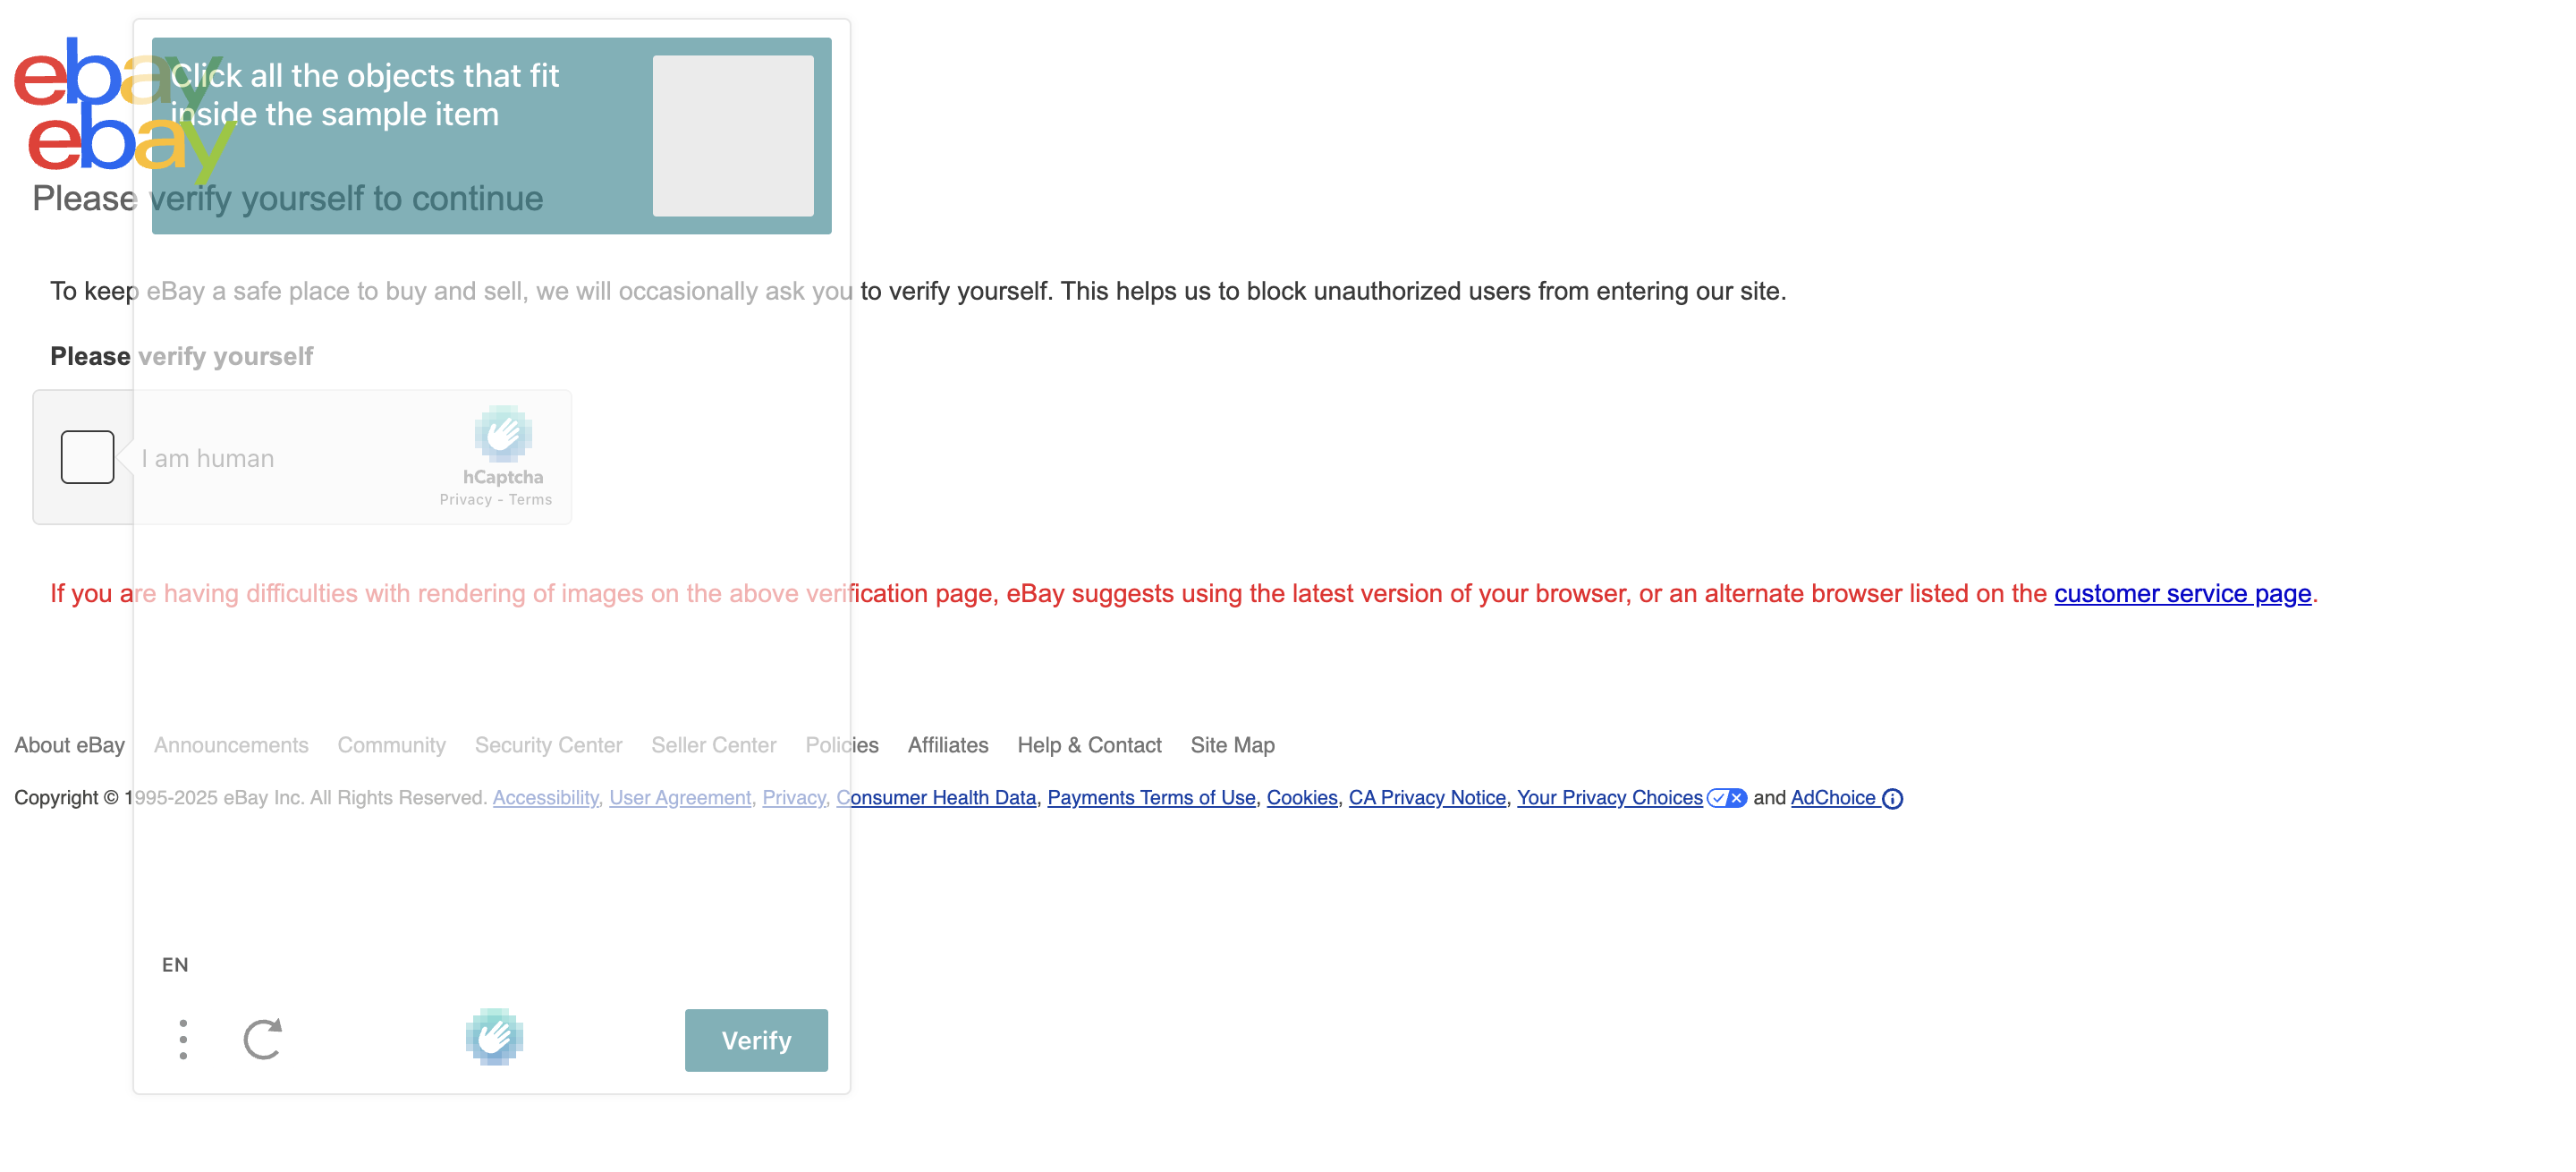 ebay
ebay
Click all the objects that fit
inside the sample item
Please verify yourself to continue
To keep eBay a safe place to buy and sell, we will occasionally ask you to verify yourself. This helps us to block unauthorized users from entering our site.
Please verify yourself
I am human
hCaptcha
Privacy - Terms
If you are having difficulties with rendering of images on the above verification page, eBay suggests using the latest version of your browser, or an alternate browser listed on the customer service page.
About eBay Announcements Community Security Center Seller Center Policies Affiliates Help & Contact Site Map
Copyright © 1995-2025 eBay Inc. All Rights Reserved. Accessibility, User Agreement, Privacy, Consumer Health Data, Payments Terms of Use, Cookies, CA Privacy Notice, Your Privacy Choices and AdChoice
EN
Verify